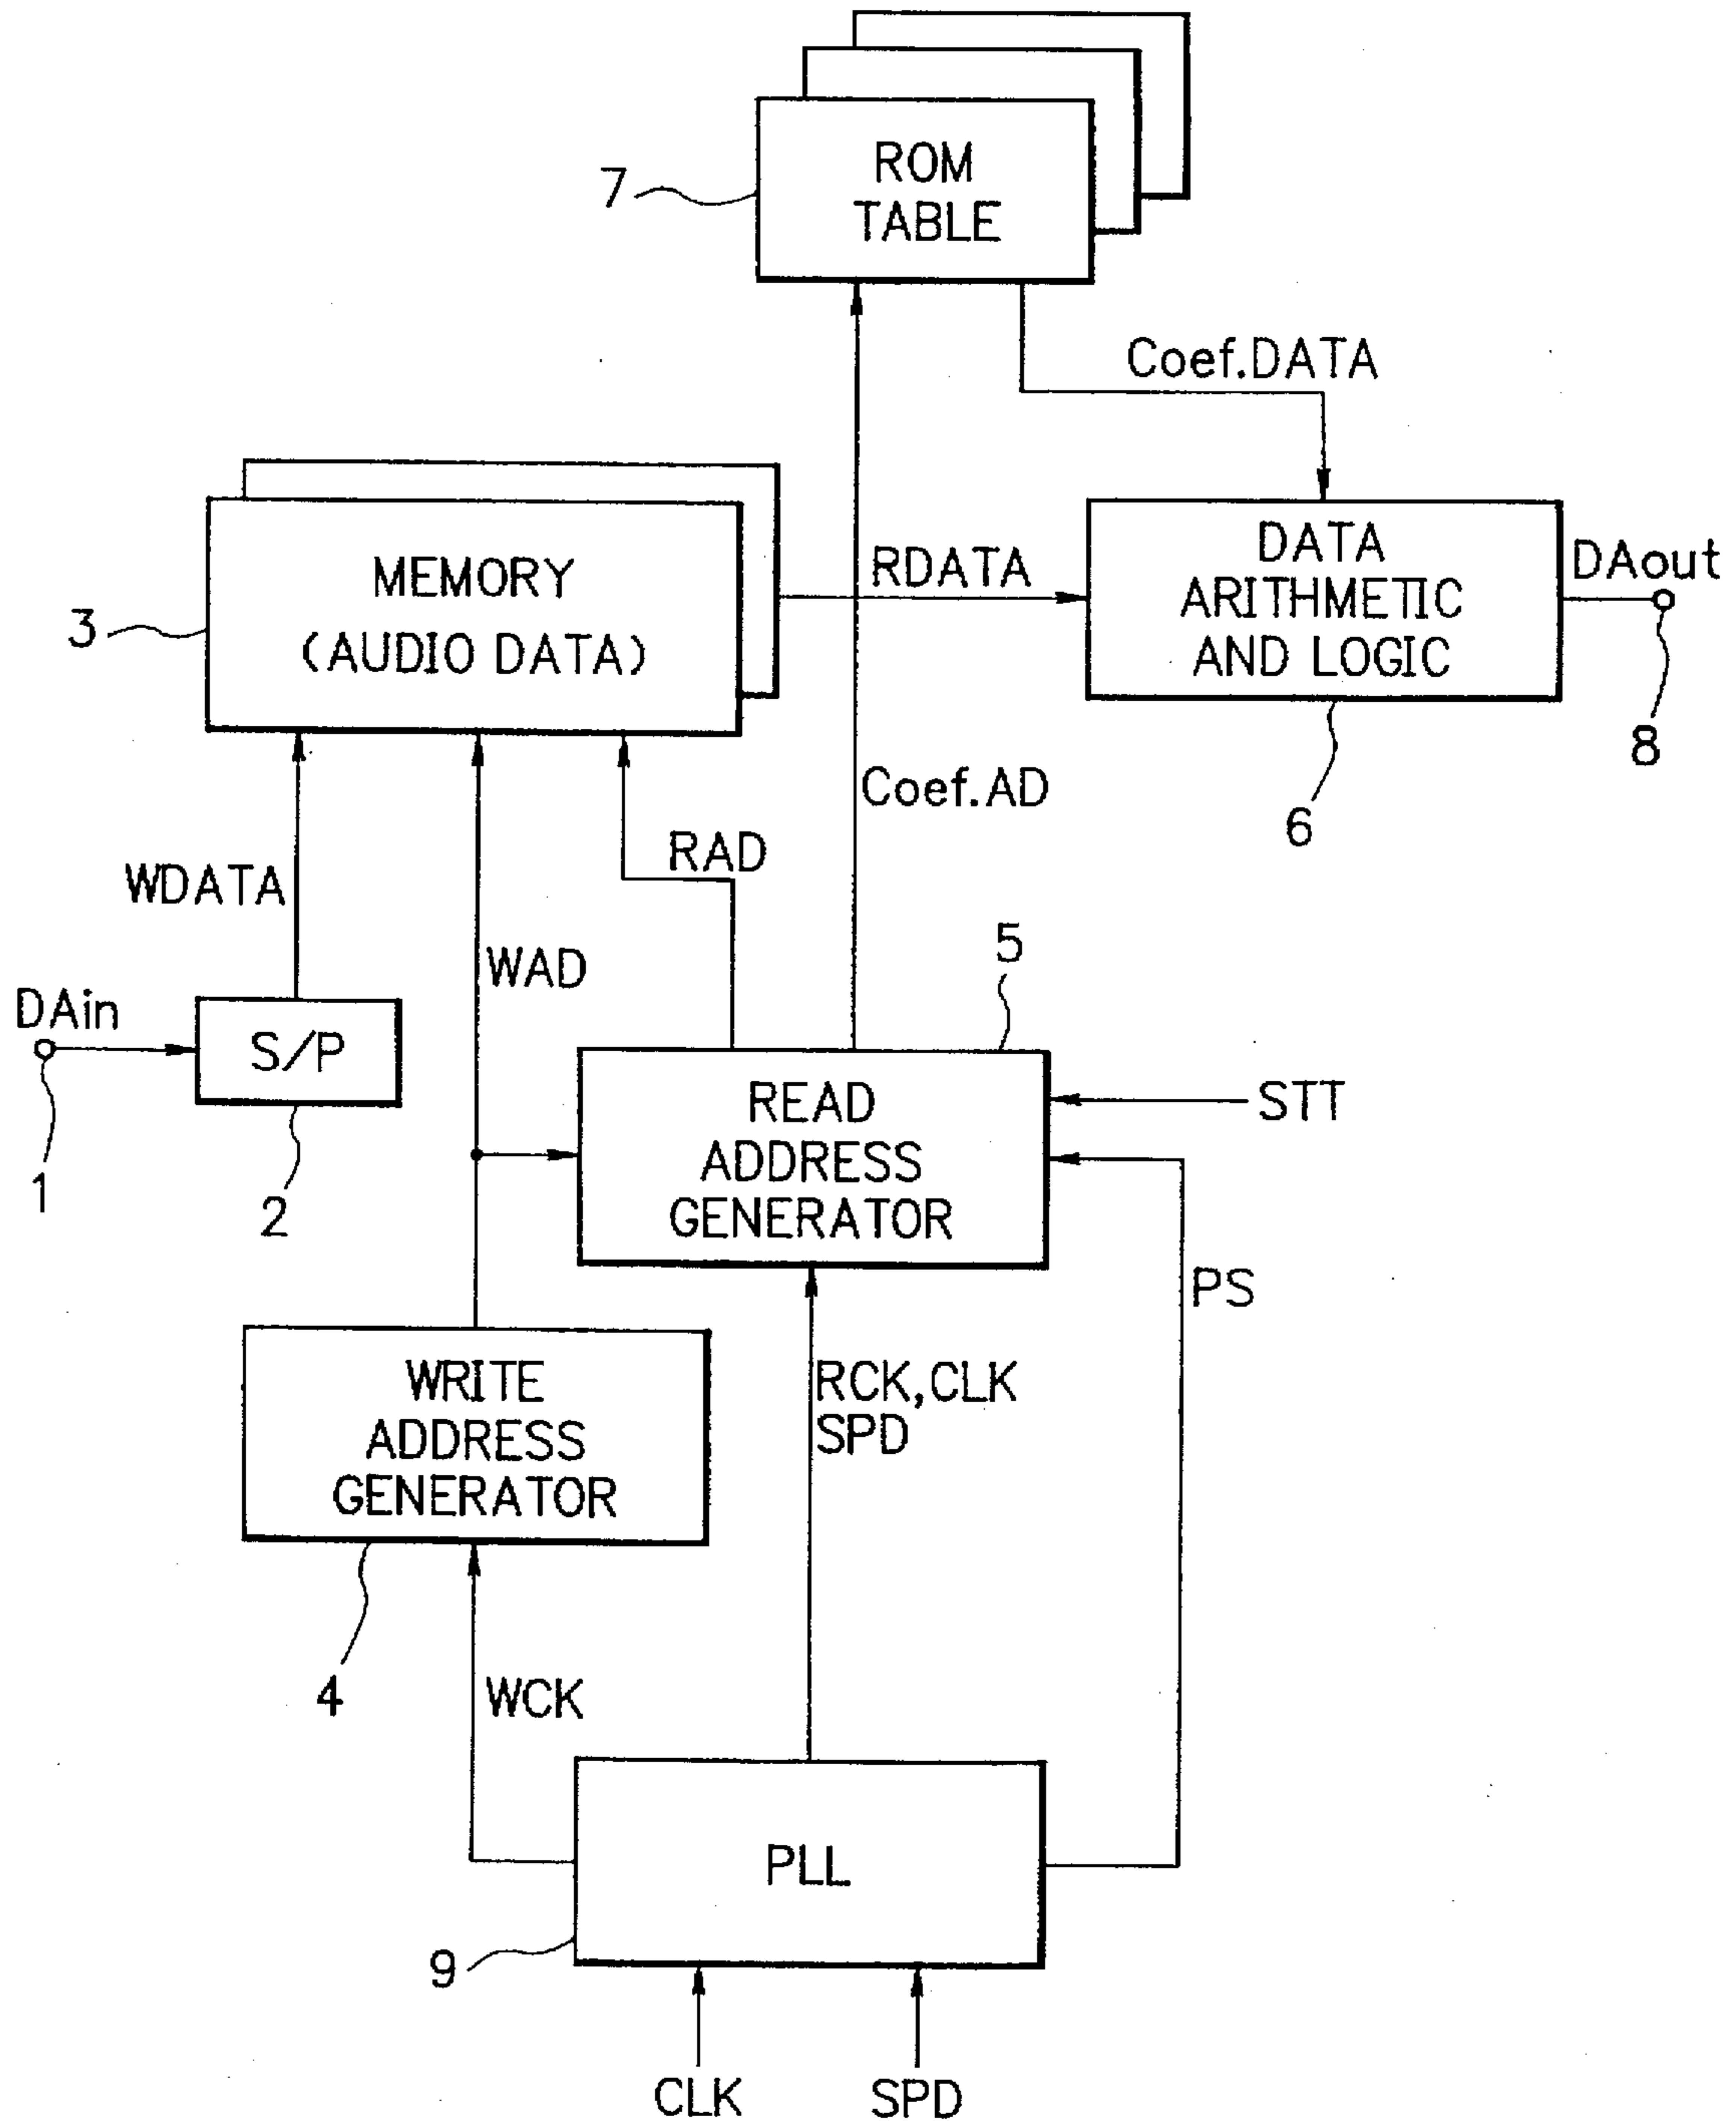 7
ROM
TABLE
Coef.DATA
3
MEMORY
(AUDIO DATA)
RDATA
DATA
ARITHMETIC
AND LOGIC
DAout
8
6
Coef.AD
RAD
WDATA
WAD
5
DAin
S/P
1
2
READ
ADDRESS
GENERATOR
STT
PS
WRITE
ADDRESS
GENERATOR
RCK,CLK
SPD
4
WCK
PLL
9
CLK
SPD